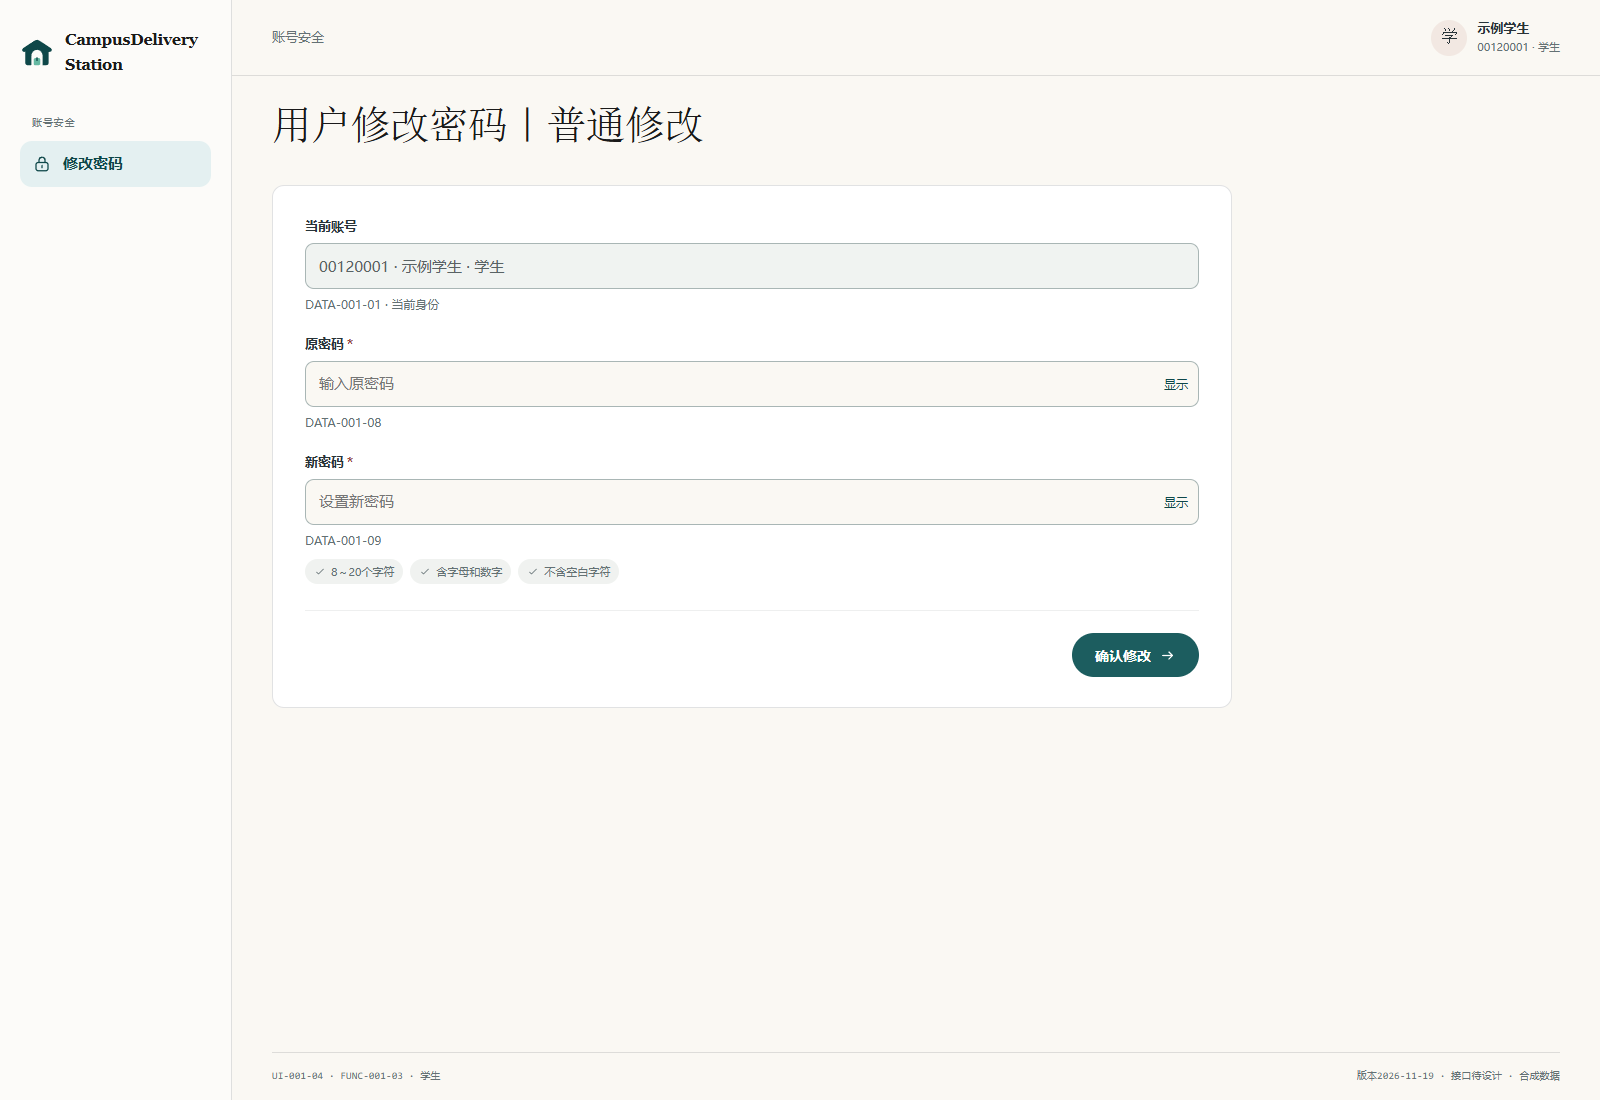 CampusDelivery
Station
账号安全
修改密码
账号安全
学
示例学生
00120001 · 学生
用户修改密码丨普通修改
当前账号
00120001 · 示例学生 · 学生
DATA-001-01 · 当前身份
原密码 *
输入原密码
显示
DATA-001-08
新密码 *
设置新密码
显示
DATA-001-09
8～20个字符
含字母和数字
不含空白字符
确认修改 →
UI-001-04 · FUNC-001-03 · 学生
版本2026-11-19 · 接口待设计 · 合成数据